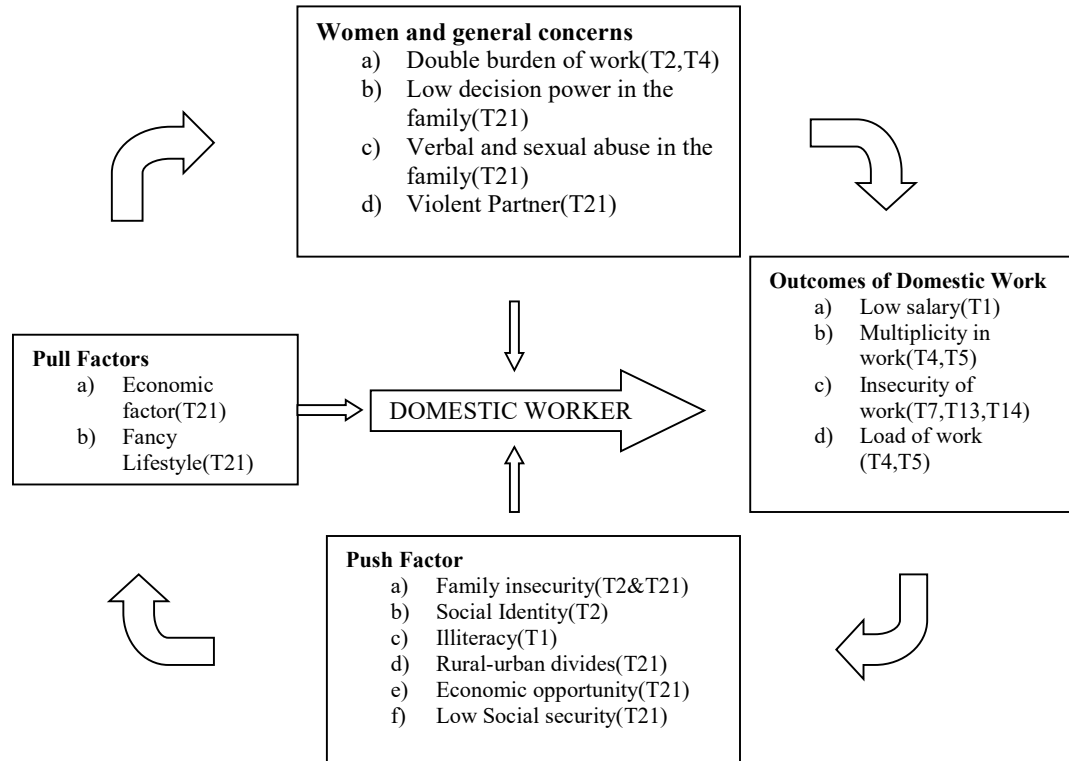 Women and general concerns
a) Double burden of work(T2,T4)
b) Low decision power in the
family(T21)
c) Verbal and sexual abuse in the
family(T21)
d) Violent Partner(T21)
Pull Factors
a) Economic
factor(T21)
b) Fancy
Lifestyle(T21)
DOMESTIC WORKER
Outcomes of Domestic Work
a) Low salary(T1)
b) Multiplicity in
work(T4,T5)
c) Insecurity of
work(T7,T13,T14)
d) Load of work
(T4,T5)
Push Factor
a) Family insecurity(T2&T21)
b) Social Identity(T2)
c) Illiteracy(T1)
d) Rural-urban divides(T21)
e) Economic opportunity(T21)
f) Low Social security(T21)